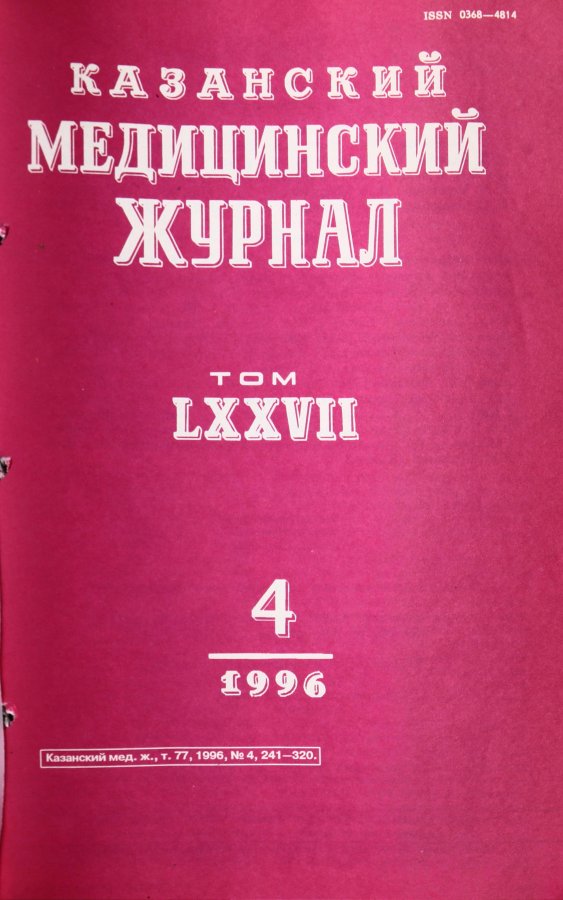 ISSN 0368—4814
КАЗАНСКИЙ
МЕДИЦИНСКИЙ
ЖУРНАЛ
ТОМ
LXXVII
4
1996
Казанский мед. ж., т. 77, 1996, № 4, 241—320.